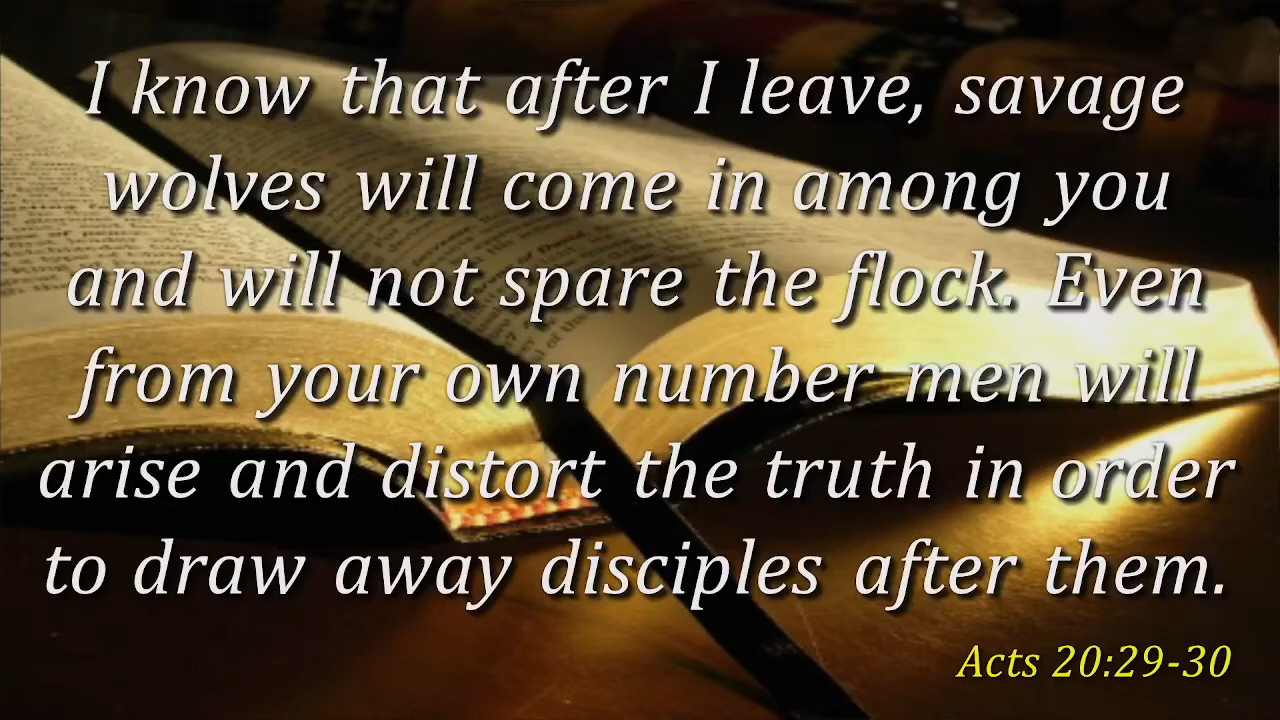 I know that after I leave, savage
wolves will come in among you
and will not spare the flock. Even
from your own number men will
arise and distort the truth in order
to draw away disciples after them.
Acts 20:29-30